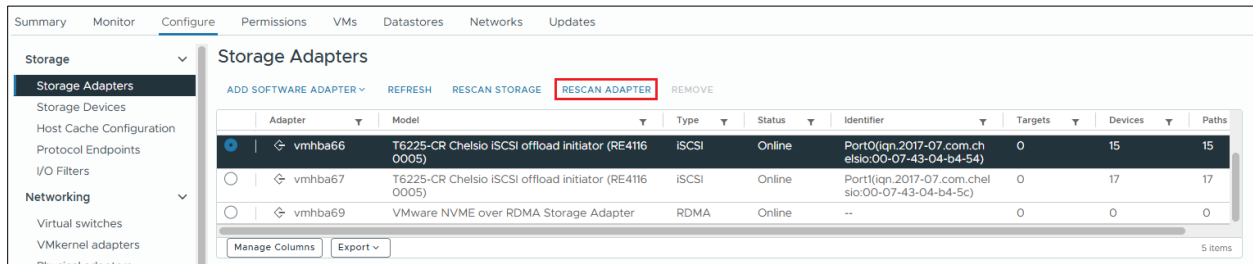 Summary Monitor Configure Permissions VMs Datastores Networks Updates
Storage
Storage Adapters
Storage Devices
Host Cache Configuration
Protocol Endpoints
I/O Filters
Networking
Virtual switches
VMkernel adapters
Storage Adapters
ADD SOFTWARE ADAPTER REFRESH RESCAN STORAGE RESCAN ADAPTER REMOVE
Adapter Model Type Status Identifier Targets Devices Paths
vmhba66 T6225-CR Chelsio iSCSI offload initiator (RE4116 iSCSI Online Port0(iqn.2017-07.com.ch 0 15 15
0005) elsio:00-07-43-04-b4-54)
vmhba67 T6225-CR Chelsio iSCSI offload initiator (RE4116 iSCSI Online Port1(iqn.2017-07.com.chel 0 17 17
0005) sio:00-07-43-04-b4-5c)
vmhba69 VMware NVME over RDMA Storage Adapter RDMA Online -- 0 0 0
Manage Columns Export 5 items